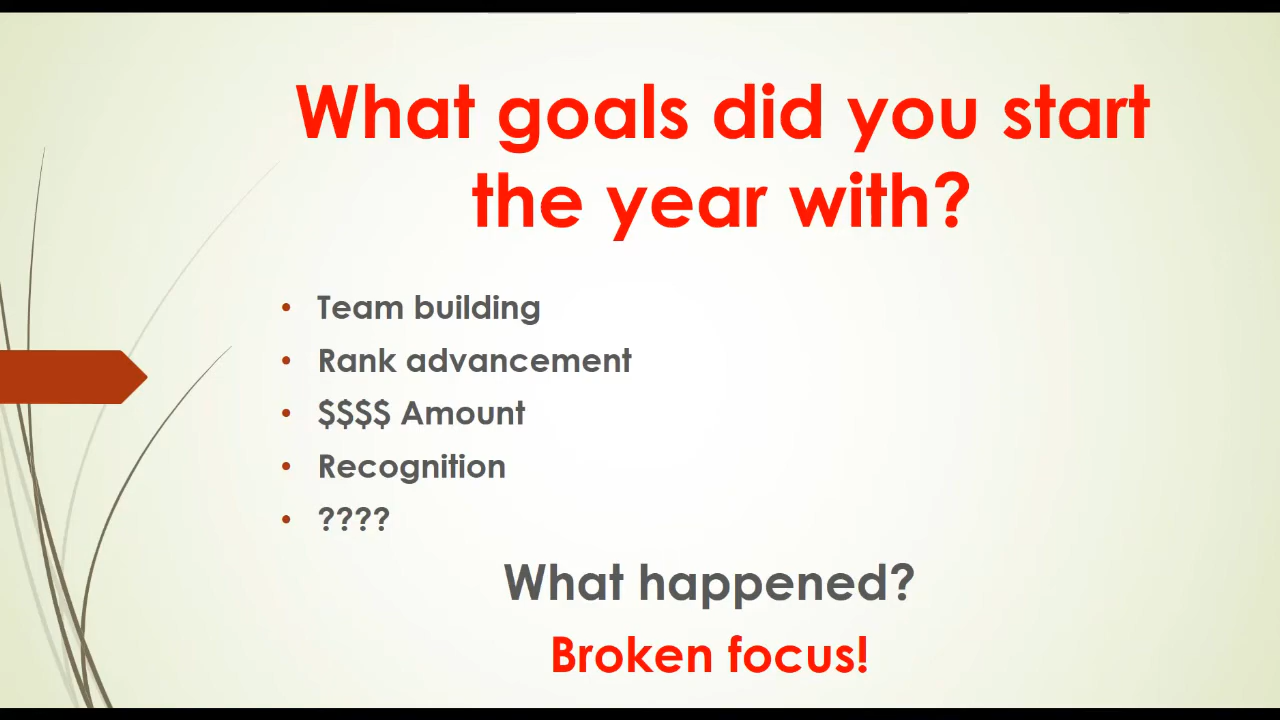 What goals did you start
the year with?
• Team building
• Rank advancement
• $$$$ Amount
• Recognition
• ????
What happened?
Broken focus!